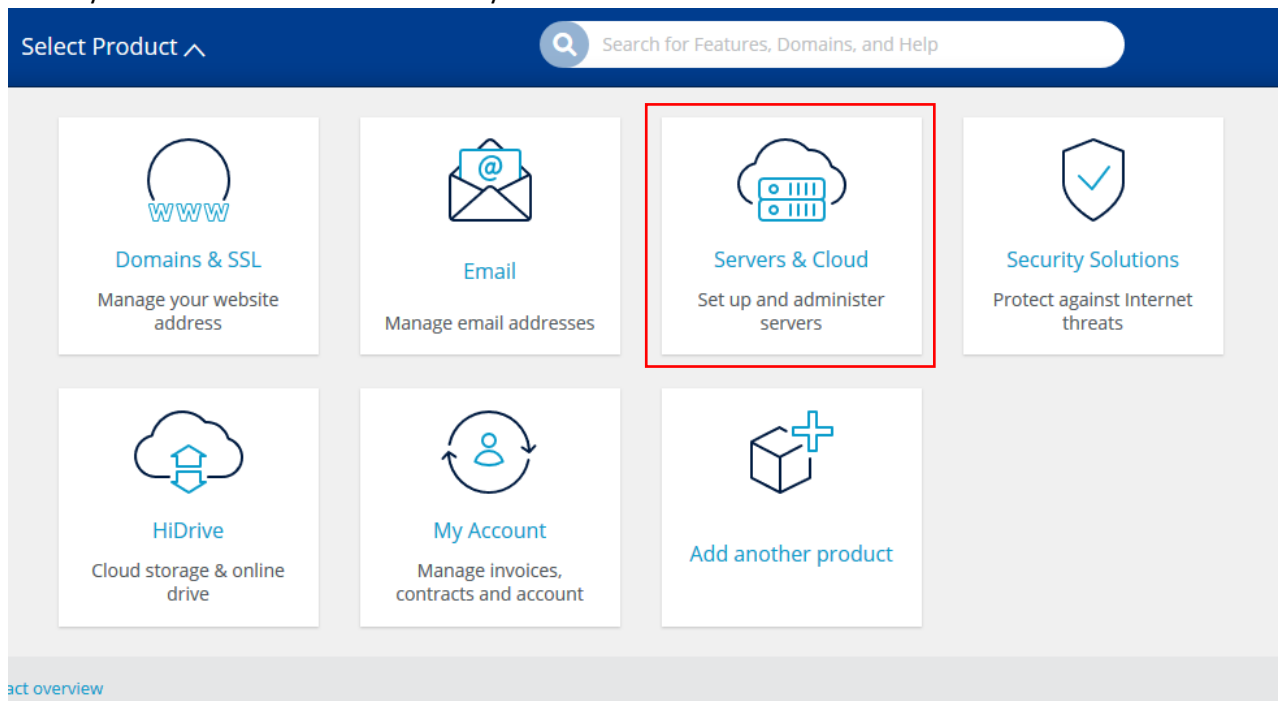 Select Product
Search for Features, Domains, and Help
www
Domains & SSL
Manage your website
address
@
Email
Manage email addresses
Servers & Cloud
Set up and administer
servers
Security Solutions
Protect against Internet
threats
HiDrive
Cloud storage & online
drive
My Account
Manage invoices,
contracts and account
Add another product
act overview